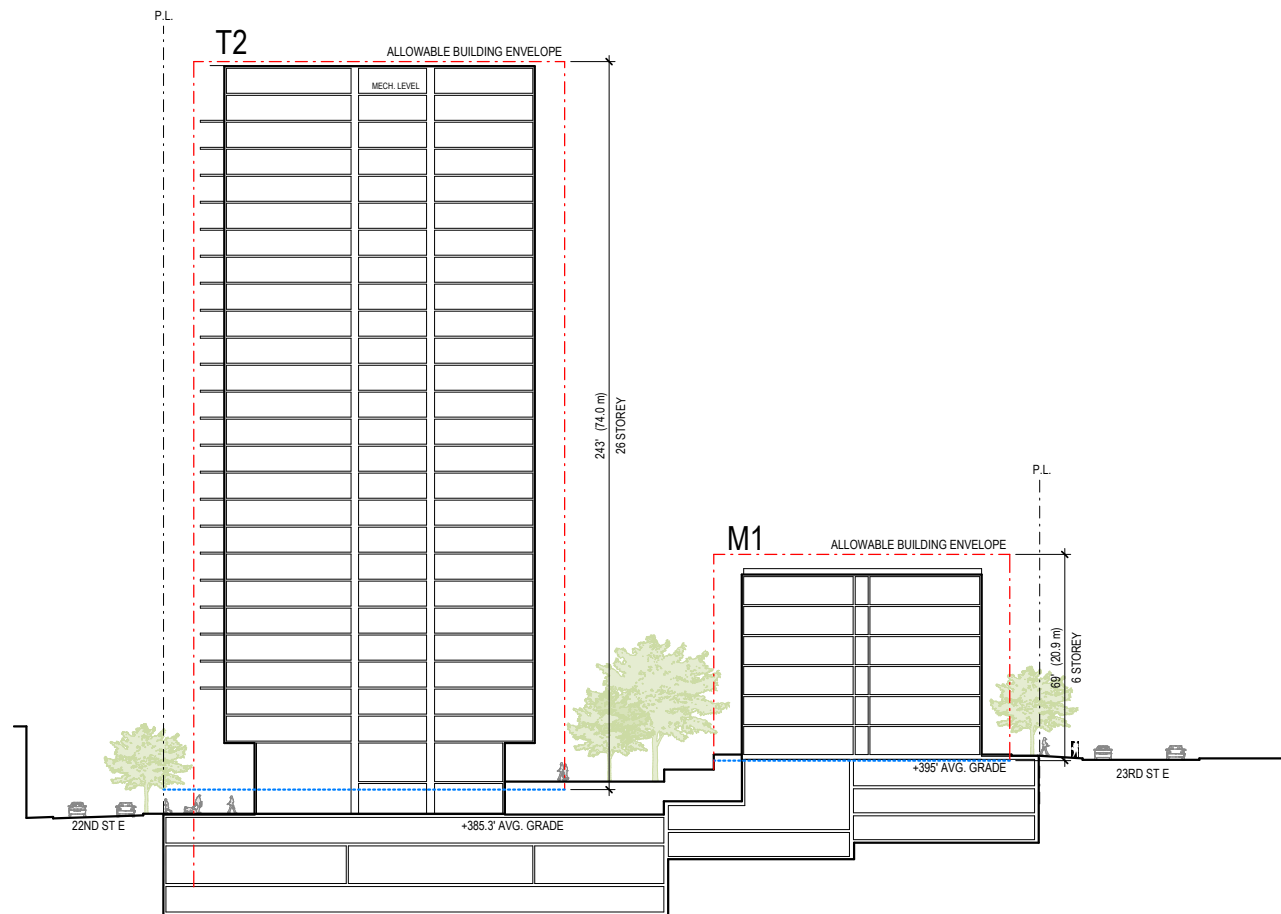 P.L.
T2
ALLOWABLE BUILDING ENVELOPE
MECH. LEVEL
243' (74.0 m)
26 STOREY
P.L.
M1
ALLOWABLE BUILDING ENVELOPE
69' (20.9 m)
6 STOREY
+395' AVG. GRADE
23RD ST E
22ND ST E
+385.3' AVG. GRADE